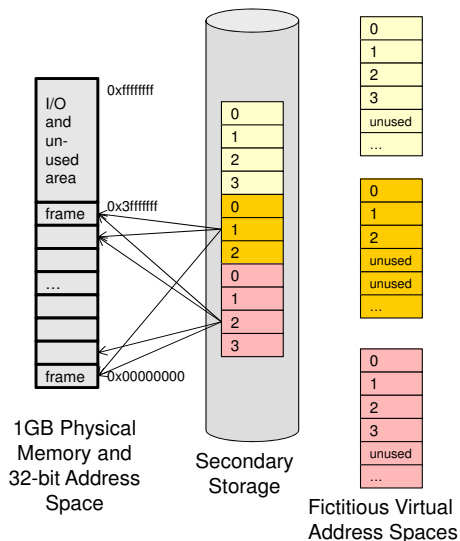 0xffffffff
I/O
and
un-
used
area
0x3fffffff
frame
...
frame
0x00000000
1GB Physical
Memory and
32-bit Address
Space
0
1
2
3
0
1
2
0
1
2
3
Secondary
Storage
0
1
2
3
unused
...
0
1
2
unused
unused
...
0
1
2
3
unused
...
Fictitious Virtual
Address Spaces